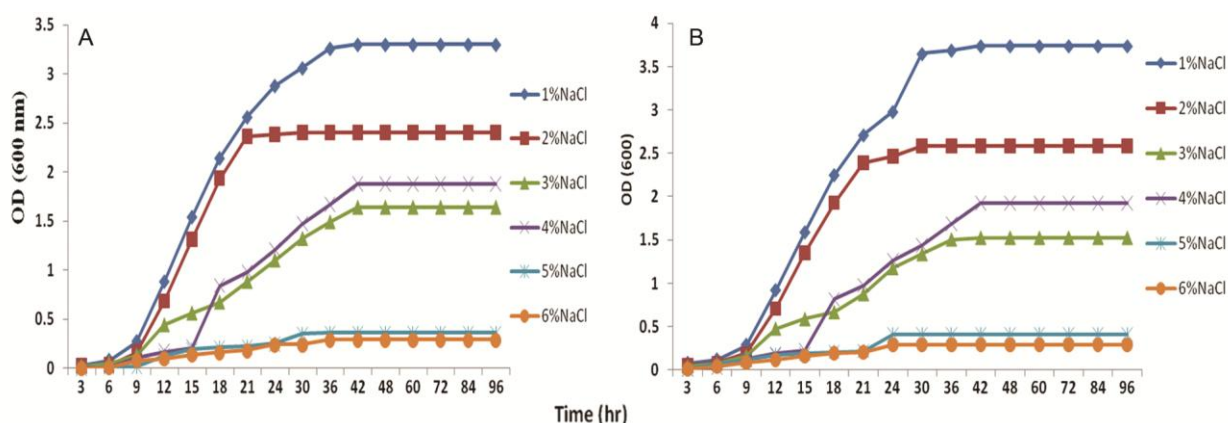 A
OD (600 nm)
3.5
3
2.5
2
1.5
1
0.5
0
3 6 9 12 15 18 21 24 30 36 42 48 60 72 84 96
1%NaCl
2%NaCl
3%NaCl
4%NaCl
5%NaCl
6%NaCl
B
OD (600)
4
3.5
3
2.5
2
1.5
1
0.5
0
3 6 9 12 15 18 21 24 30 36 42 48 60 72 84 96
1%NaCl
2%NaCl
3%NaCl
4%NaCl
5%NaCl
6%NaCl
Time (hr)